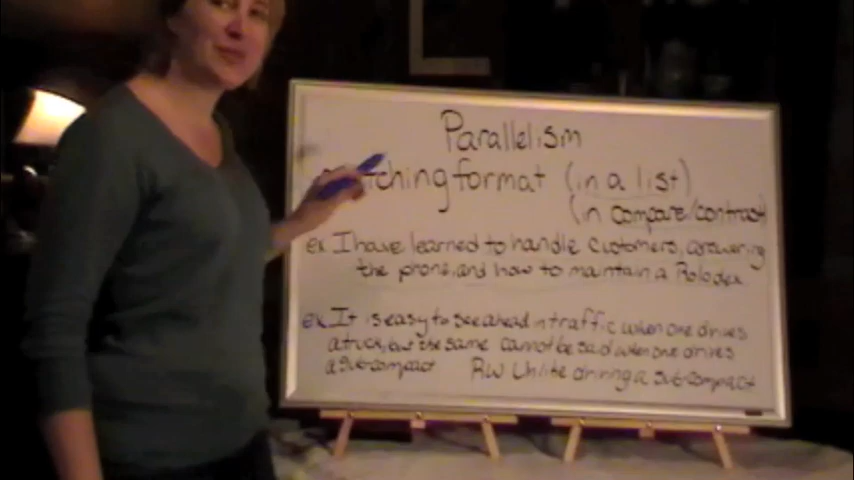 Parallelism
tching format (in a list)
(in compare/contrast)
ex I have learned to handle customers, answering
the phone, and how to maintain a Rolodex
ex It is easy to see ahead in traffic when one drives
a truck, but the same cannot be said when one drives
a subcompact RW Unlike driving a subcompact